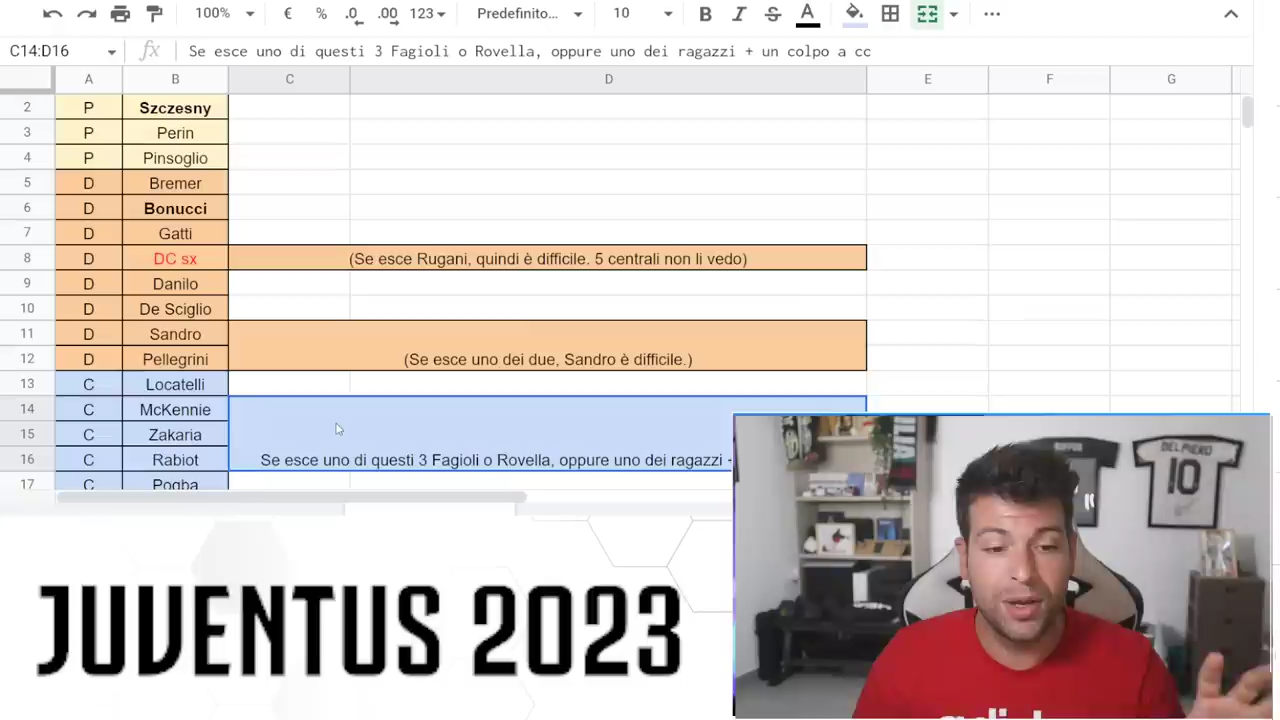 100% € % .0 .00 123 Predefinito... 10 B I S A ...
C14:D16 fx Se esce uno di questi 3 Fagioli o Rovella, oppure uno dei ragazzi + un colpo a cc
A B C D E F G
2 P Szczesny
3 P Perin
4 P Pinsoglio
5 D Bremer
6 D Bonucci
7 D Gatti
8 D DC sx (Se esce Rugani, quindi è difficile. 5 centrali non li vedo)
9 D Danilo
10 D De Sciglio
11 D Sandro
12 D Pellegrini (Se esce uno dei due, Sandro è difficile.)
13 C Locatelli
14 C McKennie
15 C Zakaria
16 C Rabiot Se esce uno di questi 3 Fagioli o Rovella, oppure uno dei ragazzi -
17 C Pogba
DEL PIERO
10
JUVENTUS 2023